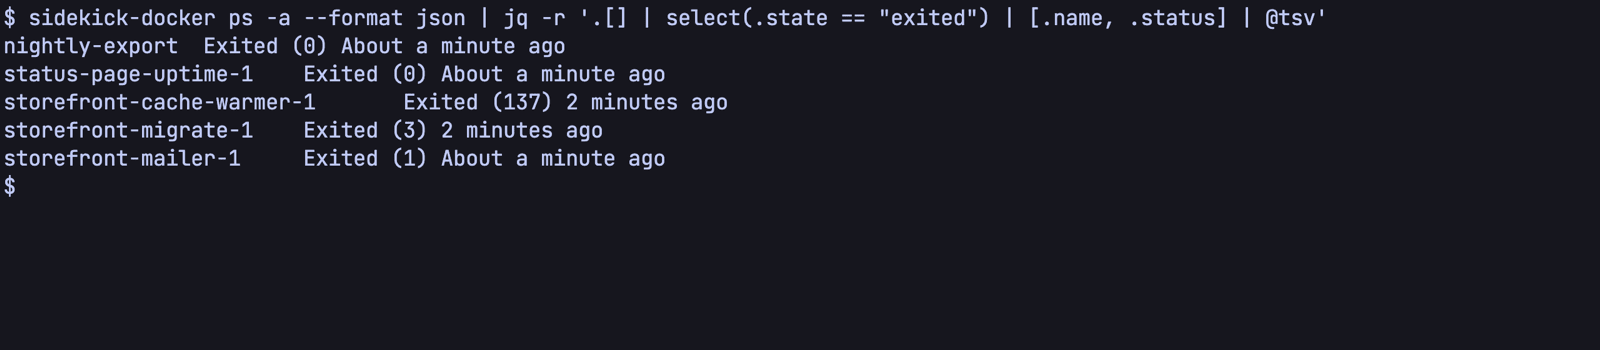 $ sidekick-docker ps -a --format json | jq -r '.[] | select(.state == "exited") | [.name, .status] | @tsv'
nightly-export  Exited (0) About a minute ago
status-page-uptime-1    Exited (0) About a minute ago
storefront-cache-warmer-1       Exited (137) 2 minutes ago
storefront-migrate-1    Exited (3) 2 minutes ago
storefront-mailer-1     Exited (1) About a minute ago
$